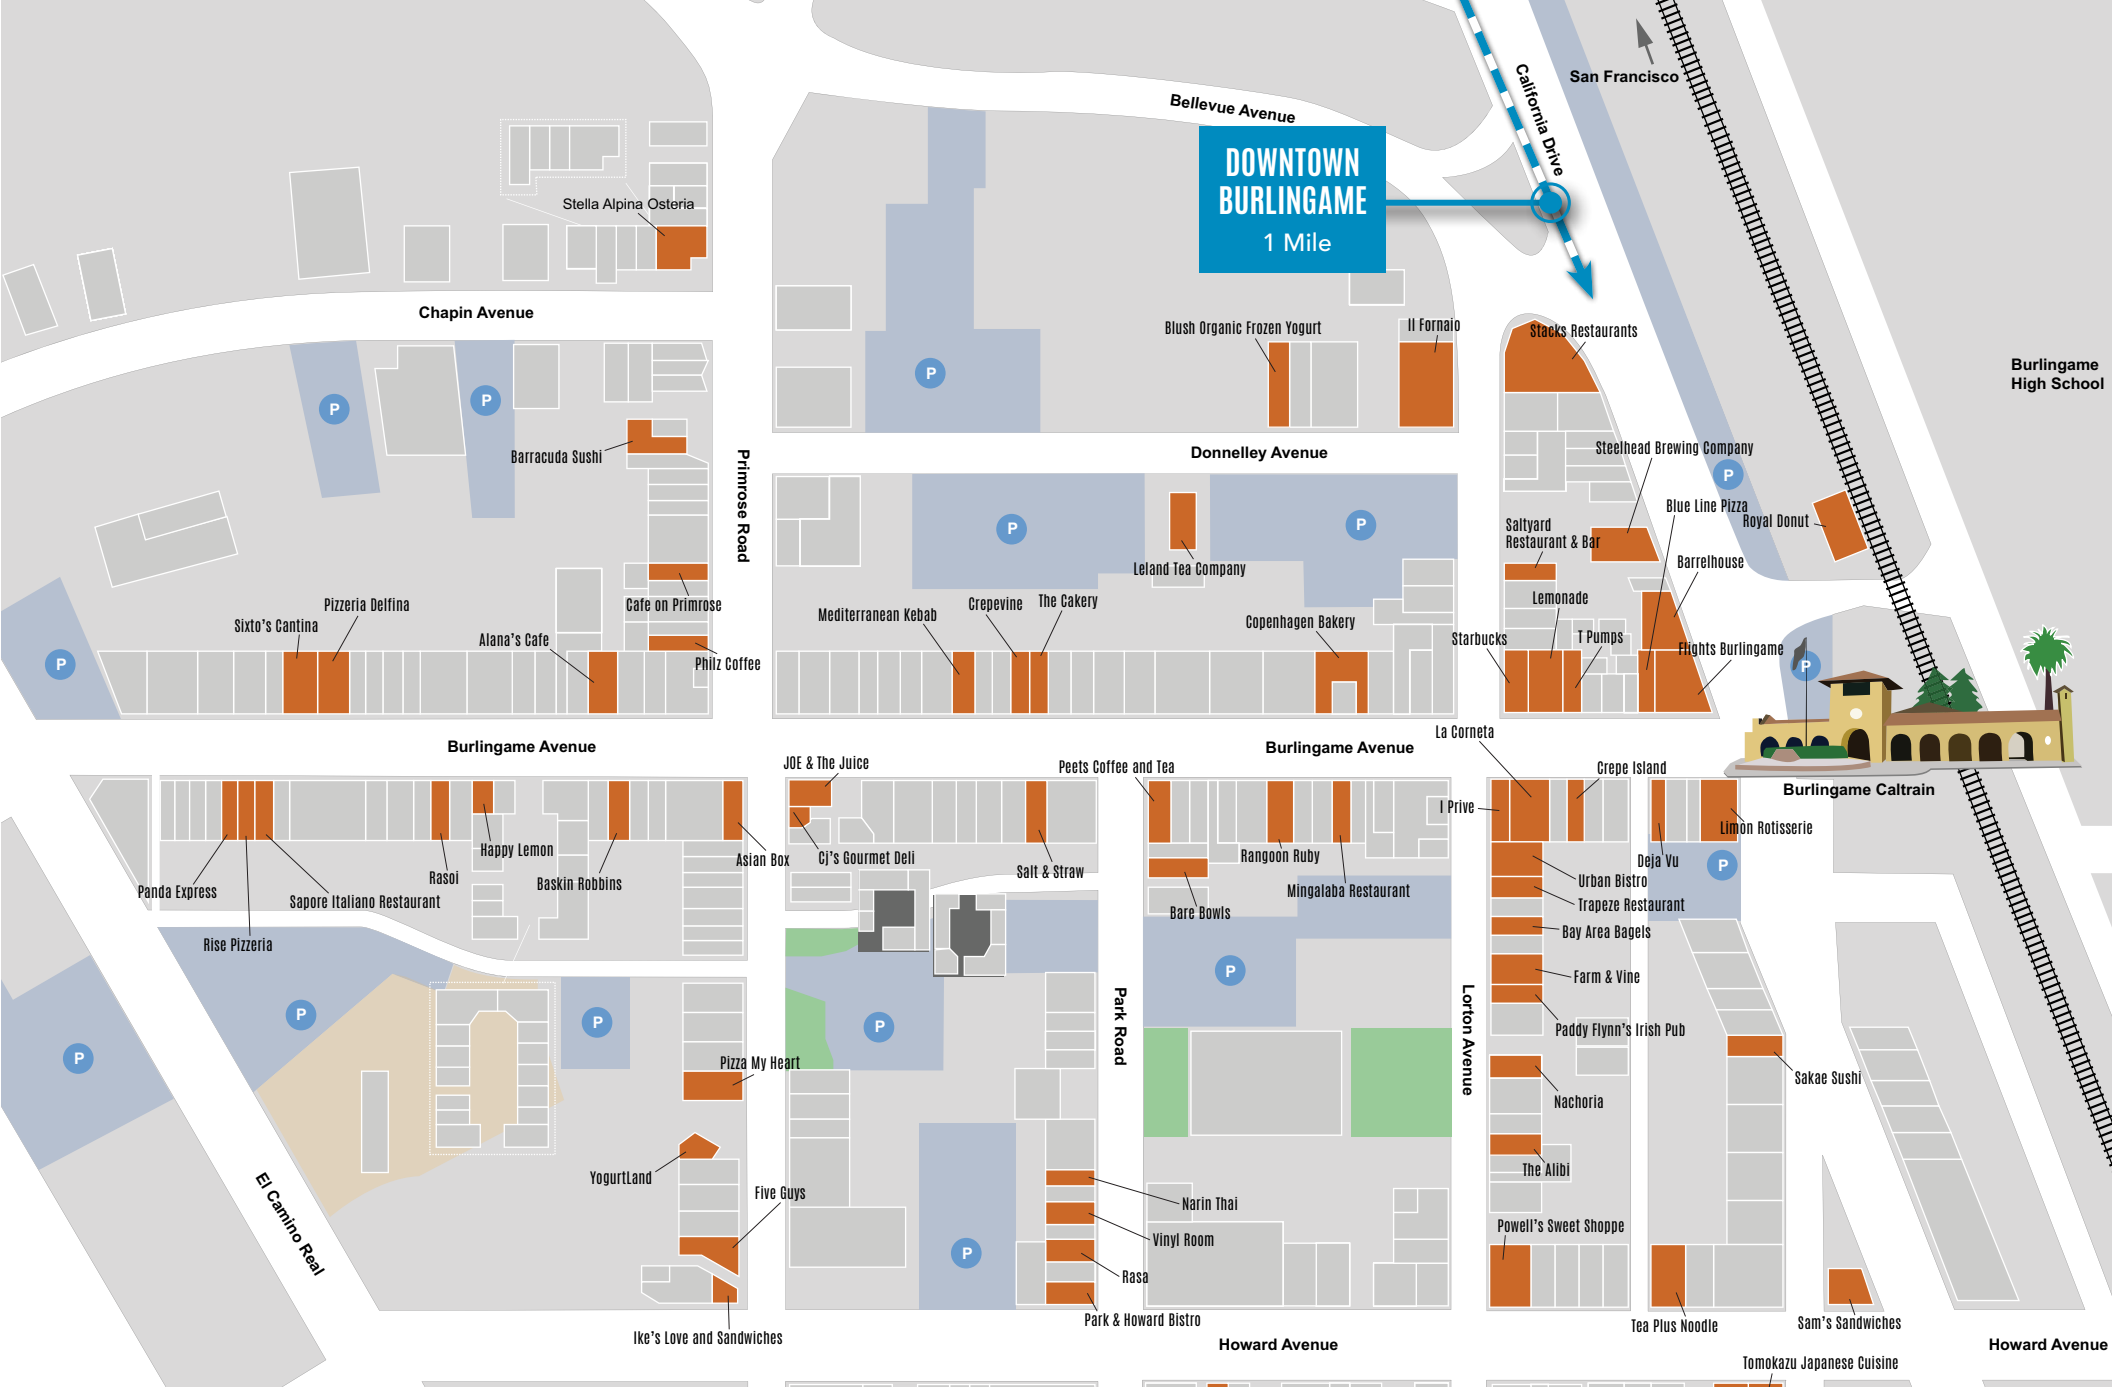 San Francisco
California Drive
Bellevue Avenue
DOWNTOWN
BURLINGAME
1 Mile
Stella Alpina Osteria
Chapin Avenue
Blush Organic Frozen Yogurt
Il Fornaio
Stacks Restaurants
Burlingame
High School
P
P
P
Barracuda Sushi
Primrose Road
Donnelley Avenue
Steelhead Brewing Company
P
Blue Line Pizza
Royal Donut
Saltyard
Restaurant & Bar
P
P
Leland Tea Company
Barrelhouse
Cafe on Primrose
Pizzeria Delfina
Sixto's Cantina
Alana's Cafe
Philz Coffee
Mediterranean Kebab
Crepevine
The Cakery
Copenhagen Bakery
Lemonade
Starbucks
T Pumps
Flights Burlingame
P
P
Burlingame Avenue
Burlingame Avenue
La Corneta
JOE & The Juice
Peets Coffee and Tea
Crepe Island
Burlingame Caltrain
I Prive
Limon Rotisserie
Panda Express
Rise Pizzeria
Sapore Italiano Restaurant
Rasoi
Happy Lemon
Baskin Robbins
Asian Box
Cj's Gourmet Deli
Salt & Straw
Rangoon Ruby
Mingalaba Restaurant
Bare Bowls
Deja Vu
P
Urban Bistro
Trapeze Restaurant
Bay Area Bagels
Farm & Vine
Paddy Flynn's Irish Pub
P
P
P
P
P
Park Road
Lorton Avenue
Pizza My Heart
Sakae Sushi
Nachoria
The Alibi
YogurtLand
Five Guys
El Camino Real
Narin Thai
Vinyl Room
Rasa
Park & Howard Bistro
P
Powell's Sweet Shoppe
Ike's Love and Sandwiches
Tea Plus Noodle
Sam's Sandwiches
Howard Avenue
Howard Avenue
Tomokazu Japanese Cuisine